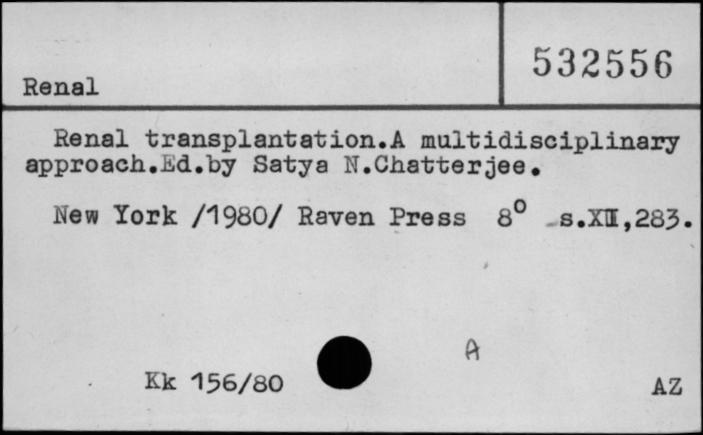 532556
Renal
Renal transplantation.A multidisciplinary
approach.Ed.by Satya N.Chatterjee.
New York /1980/ Raven Press 8° s.XII,283.
A
Kk 156/80
AZ